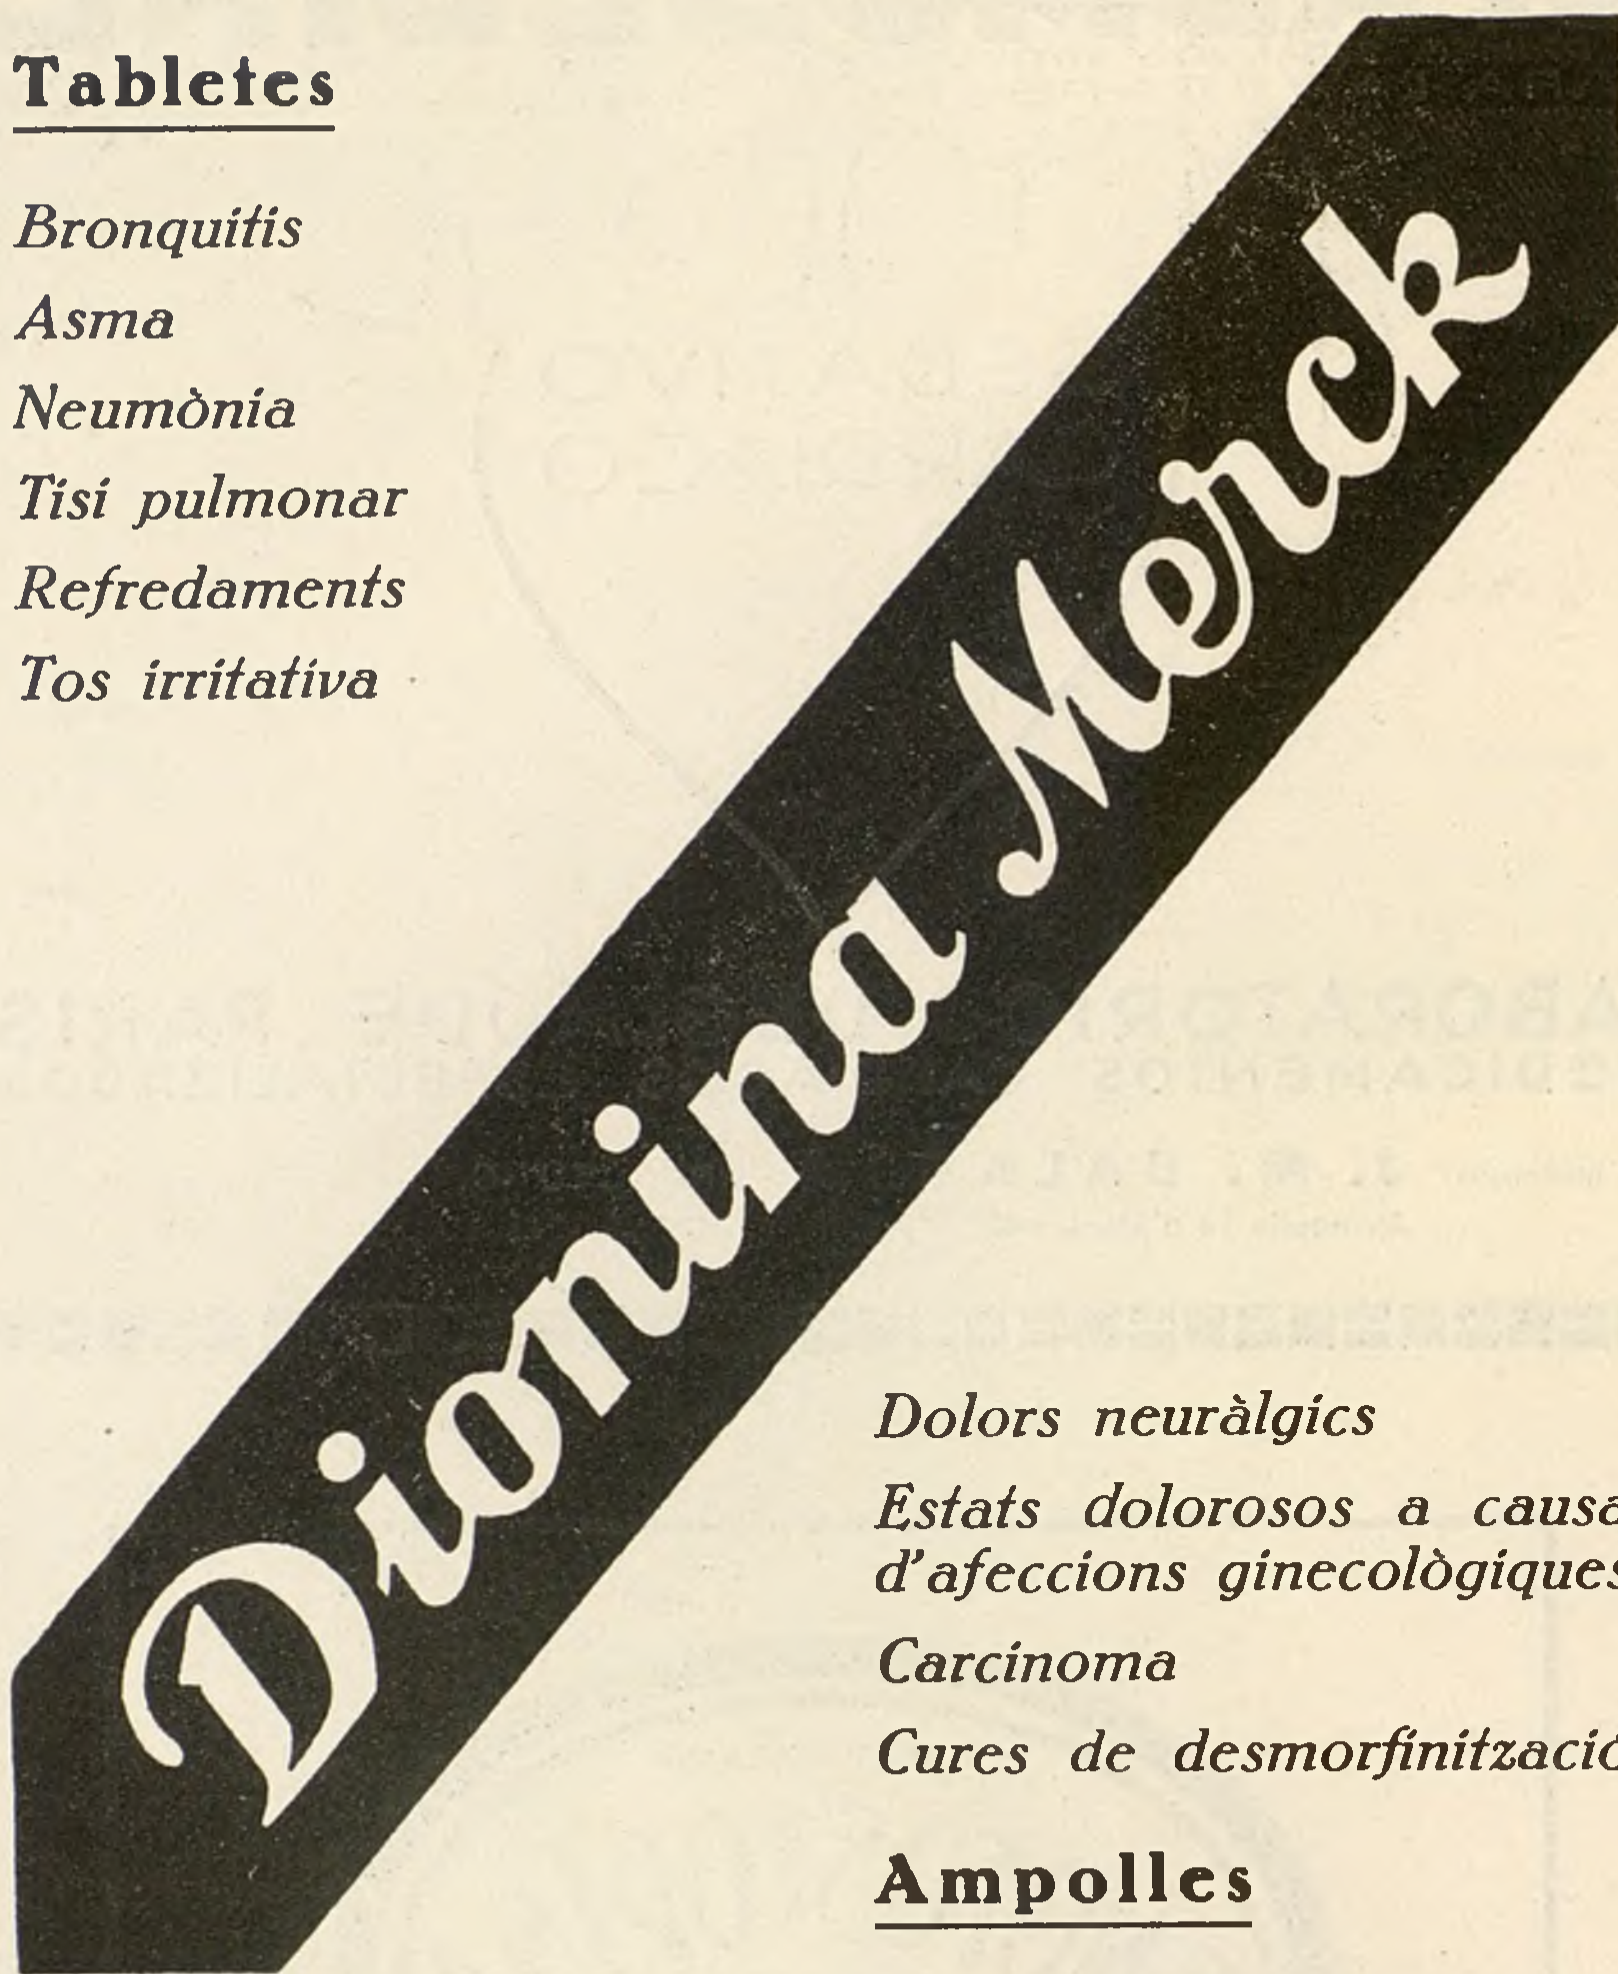 Tabletes
Bronquitis
Asma
Neumònia
Tisi pulmonar
Refredaments
Tos irritativa
Dionina Merck
Dolors neuràlgics
Estats dolorosos a causa
d'afeccions ginecològiques
Carcinoma
Cures de desmorfinització
Ampolles